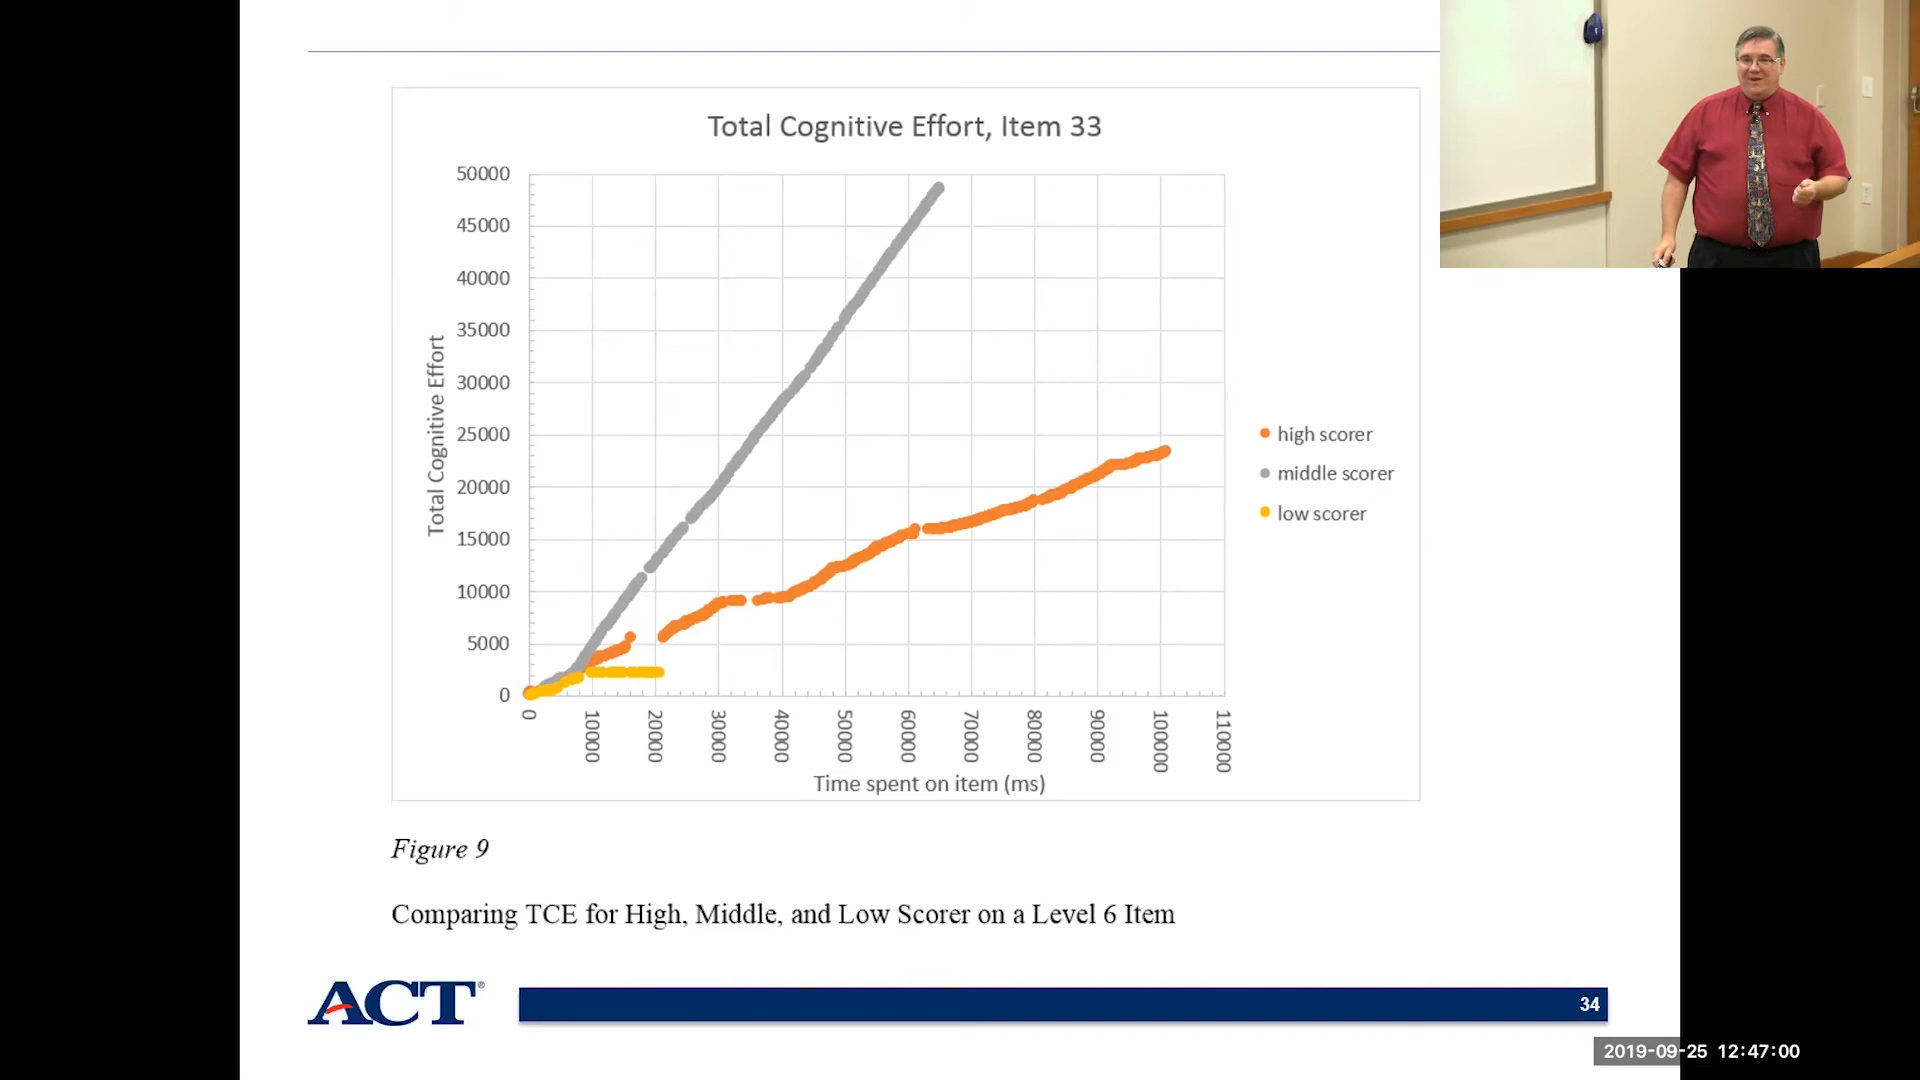 Total Cognitive Effort, Item 33
50000
45000
40000
35000
30000
25000
20000
15000
10000
5000
0
Total Cognitive Effort
0
10000
20000
30000
40000
50000
60000
70000
80000
90000
100000
110000
Time spent on item (ms)
high scorer
middle scorer
low scorer
Figure 9
Comparing TCE for High, Middle, and Low Scorer on a Level 6 Item
ACT®
34
2019-09-25 12:47:00